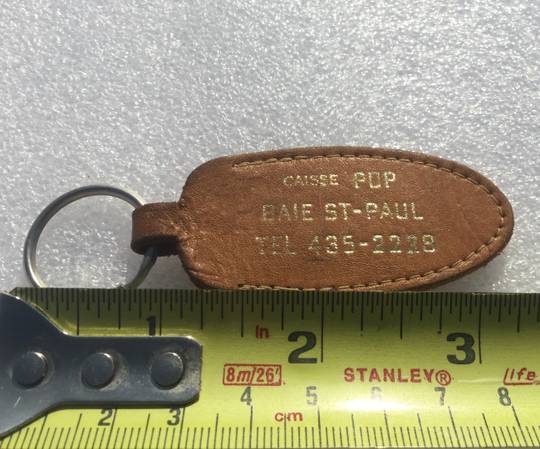 CAISSE POP
BAIE ST-PAUL
TEL 435-2228
1 In 2 3
8m/26' STANLEY® life
2 3 4 cm 5 6 7 8